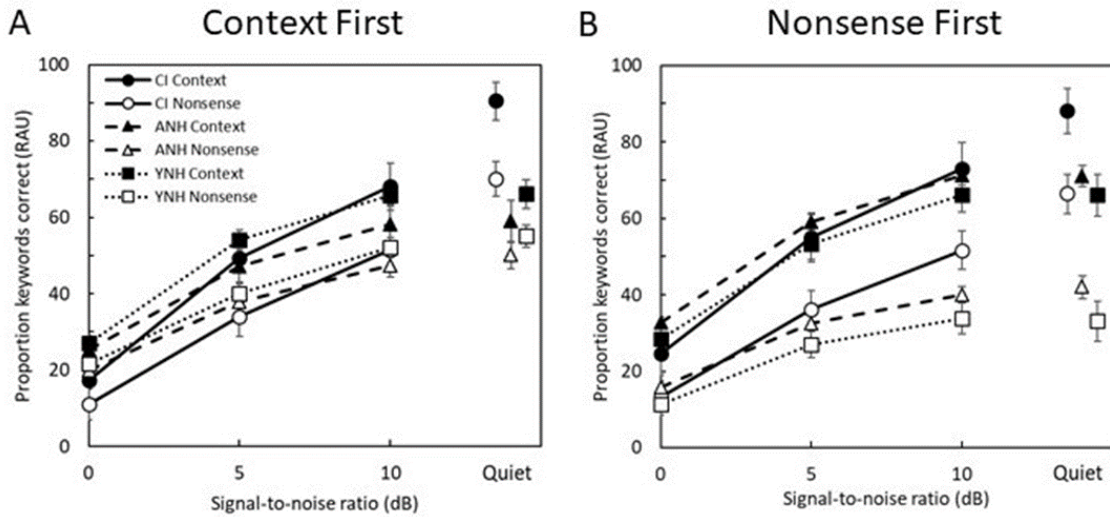 A
Context First
100
80
60
40
20
0
CI Context
CI Nonsense
ANH Context
ANH Nonsense
YNH Context
YNH Nonsense
Proportion keywords correct (RAU)
0 5 10 Quiet
Signal-to-noise ratio (dB)
B
Nonsense First
100
80
60
40
20
0
Proportion keywords correct (RAU)
0 5 10 Quiet
Signal-to-noise ratio (dB)